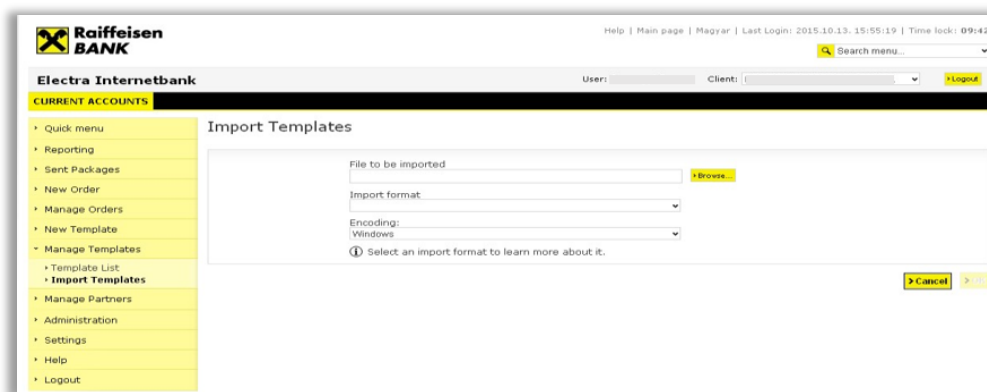 Raiffeisen
BANK
Help | Main page | Magyar | Last Login: 2015.10.13. 15:55:19 | Time lock: 09:42
Search menu...
Electra Internetbank
User:
Client:
Logout
CURRENT ACCOUNTS
Quick menu
Reporting
Sent Packages
New Order
Manage Orders
New Template
Manage Templates
Template List
Import Templates
Manage Partners
Administration
Settings
Help
Logout
Import Templates
File to be imported
Browse...
Import format
Encoding:
Windows
Select an import format to learn more about it.
Cancel